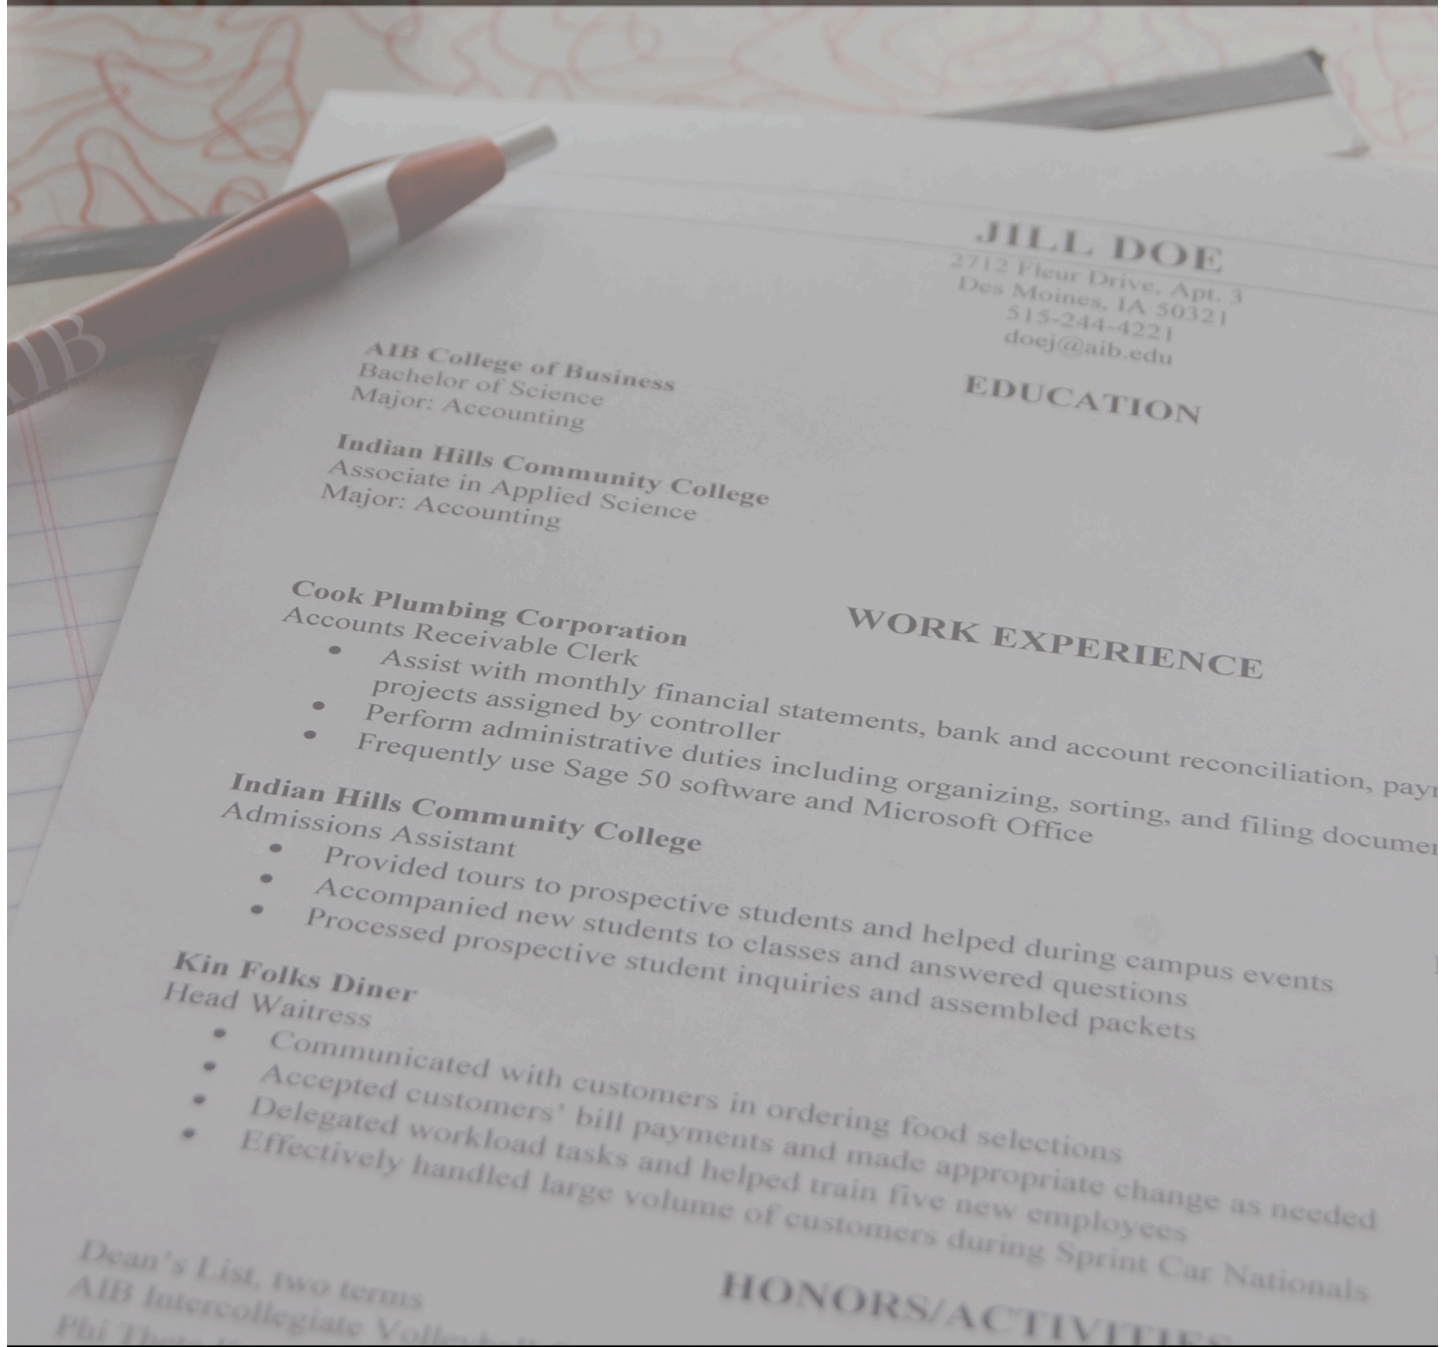 AIB
JILL DOE
2712 Fleur Drive, Apt. 3
Des Moines, IA 50321
515-244-4221
doej@aib.edu
EDUCATION
AIB College of Business
Bachelor of Science
Major: Accounting
Indian Hills Community College
Associate in Applied Science
Major: Accounting
WORK EXPERIENCE
Cook Plumbing Corporation
Accounts Receivable Clerk
• Assist with monthly financial statements, bank and account reconciliation,
projects assigned by controller
• Perform administrative duties including organizing, sorting, and filing
• Frequently use Sage 50 software and Microsoft Office
Indian Hills Community College
Admissions Assistant
• Provided tours to prospective students and helped during campus events
• Accompanied new students to classes and answered questions
• Processed prospective student inquiries and assembled packets
Kin Folks Diner
Head Waitress
• Communicated with customers in ordering food selections
• Accepted customers' bill payments and made appropriate change as needed
• Delegated workload tasks and helped train five new employees
• Effectively handled large volume of customers during Sprint Car Nationals
HONORS/ACTIVITIES
Dean's List, two terms
AIB Intercollegiate Volleyball
Phi Theta